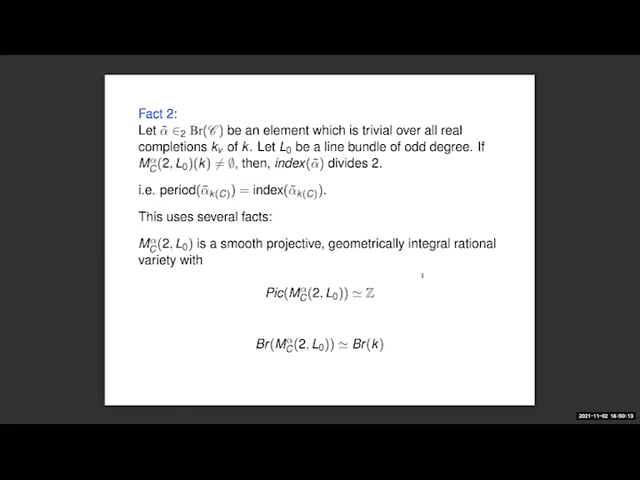 Fact 2:
Let α̃ ∈₂ Br(𝒞) be an element which is trivial over all real
completions kᵥ of k. Let L₀ be a line bundle of odd degree. If
M_C^α̃(2, L₀)(k) ≠ ∅, then, index(α̃) divides 2.
i.e. period(α̃_k(C)) = index(α̃_k(C)).
This uses several facts:
M_C^α̃(2, L₀) is a smooth projective, geometrically integral rational
variety with
Pic(M_C^α̃(2, L₀)) ≃ ℤ
Br(M_C^α̃(2, L₀)) ≃ Br(k)
2021-11-02 18:50:13